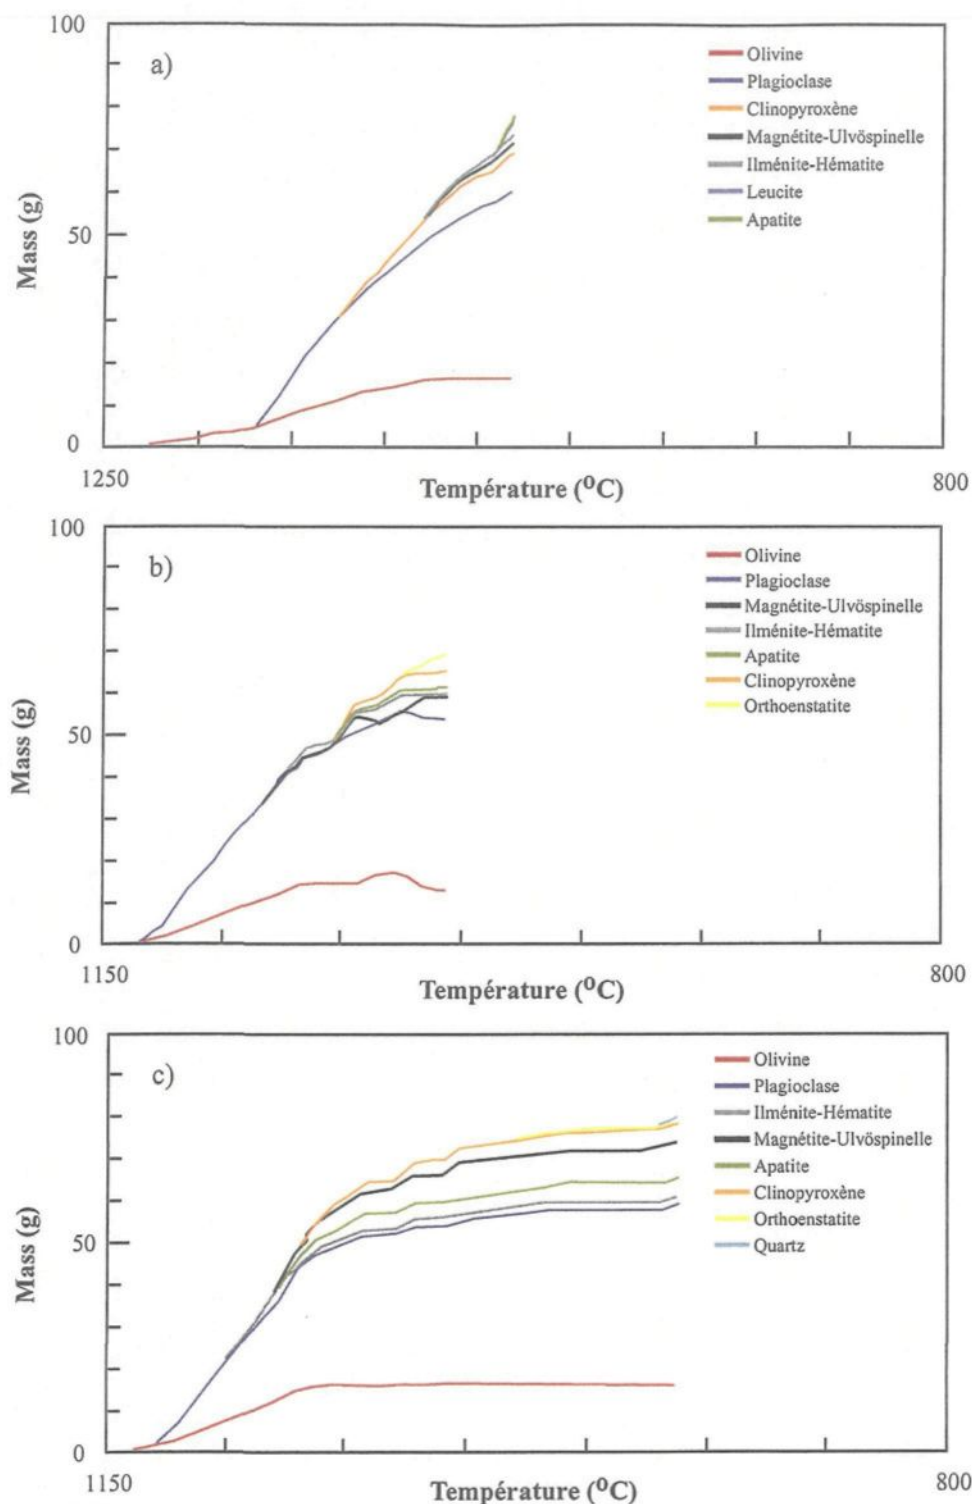 100
a)
Olivine
Plagioclase
Clinopyroxène
Magnétite-Ulvöspinelle
Ilménite-Hématite
Leucite
Apatite
50
Mass (g)
0
1250
Température (⁰C)
800
100
b)
Olivine
Plagioclase
Magnétite-Ulvöspinelle
Ilménite-Hématite
Apatite
Clinopyroxène
Orthoenstatite
50
Mass (g)
0
1150
Température (⁰C)
800
100
c)
Olivine
Plagioclase
Ilménite-Hématite
Magnétite-Ulvöspinelle
Apatite
Clinopyroxène
Orthoenstatite
Quartz
50
Mass (g)
0
1150
Température (⁰C)
800